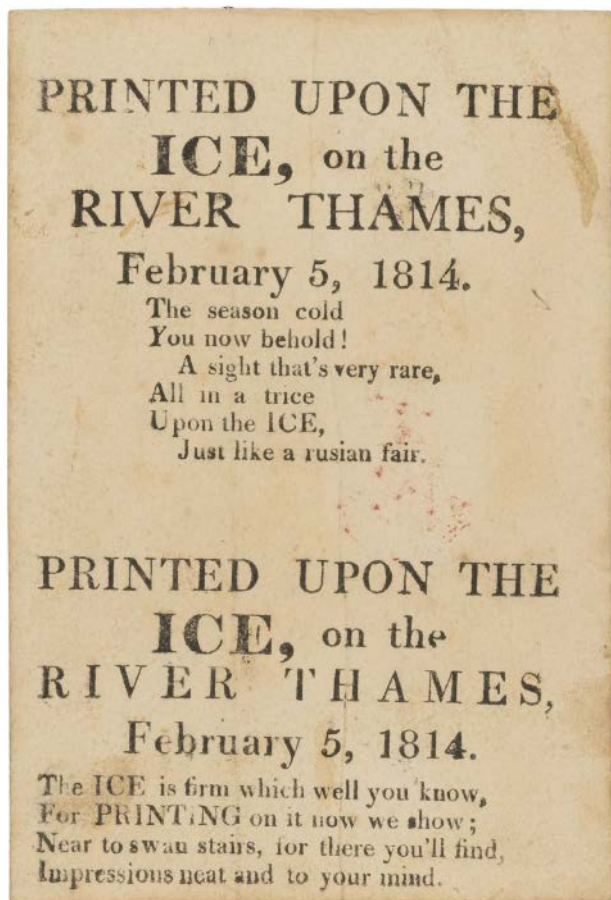 PRINTED UPON THE
ICE, on the
RIVER THAMES,
February 5, 1814.
The season cold
You now behold!
A sight that's very rare,
All in a trice
Upon the ICE,
Just like a rusian fair.
PRINTED UPON THE
ICE, on the
RIVER THAMES,
February 5, 1814.
The ICE is firm which well you know,
For PRINTING on it now we show;
Near to swan stairs, for there you'll find,
Impressions neat and to your mind.